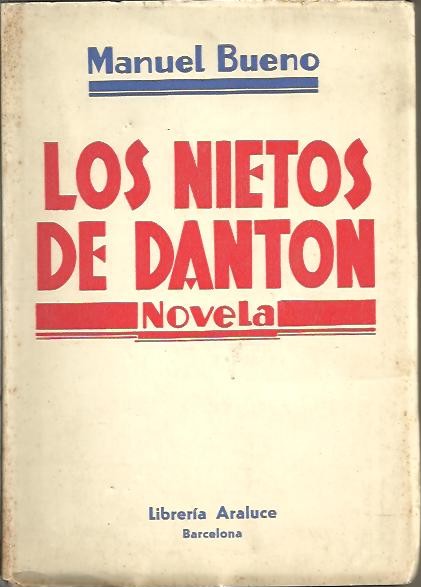 Manuel Bueno
LOS NIETOS
DE DANTON
Novela
Librería Araluce
Barcelona